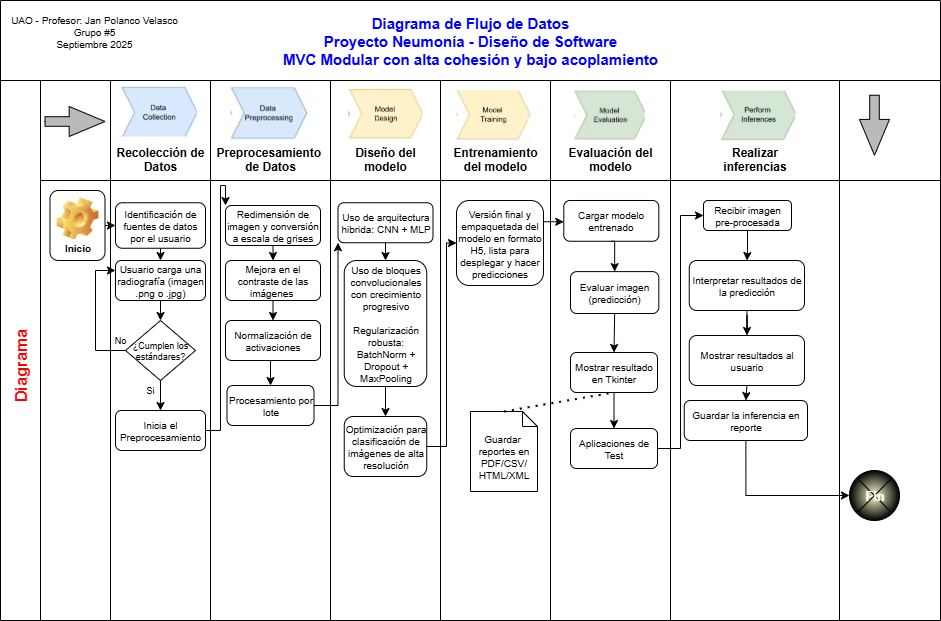 UAO - Profesor: Jan Polanco Velasco
Grupo #5
Septiembre 2025
Diagrama de Flujo de Datos
Proyecto Neumonía - Diseño de Software
MVC Modular con alta cohesión y bajo acoplamiento
Data
Collection
Recolección de
Datos
Data
Preprocessing
Preprocesamiento
de Datos
Model
Design
Diseño del
modelo
Model
Training
Entrenamiento
del modelo
Model
Evaluation
Evaluación del
modelo
Perform
Inferences
Realizar
inferencias
Diagrama
Inicio
Identificación de
fuentes de datos
por el usuario
Usuario carga una
radiografía (imagen
.png o .jpg)
¿Cumplen los
estándares?
No
Si
Inicia el
Preprocesamiento
Redimensión de
imagen y conversión
a escala de grises
Mejora en el
contraste de las
imágenes
Normalización de
activaciones
Procesamiento por
lote
Uso de arquitectura
hibrida: CNN + MLP
Uso de bloques
convolucionales
con crecimiento
progresivo
Regularización
robusta:
BatchNorm +
Dropout +
MaxPooling
Optimización para
clasificación de
imágenes de alta
resolución
Versión final y
empaquetada del
modelo en formato
H5, lista para
desplegar y hacer
predicciones
Guardar
reportes en
PDF/CSV/
HTML/XML
Cargar modelo
entrenado
Evaluar imagen
(predicción)
Mostrar resultado
en Tkinter
Aplicaciones de
Test
Recibir imagen
pre-procesada
Interpretar resultados de
la predicción
Mostrar resultados al
usuario
Guardar la inferencia en
reporte
Fin